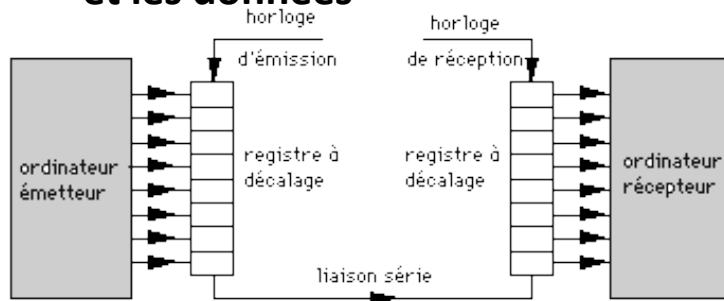 et les données
horloge
d'émission
horloge
de réception
ordinateur
émetteur
registre à
décalage
registre à
décalage
ordinateur
récepteur
liaison série